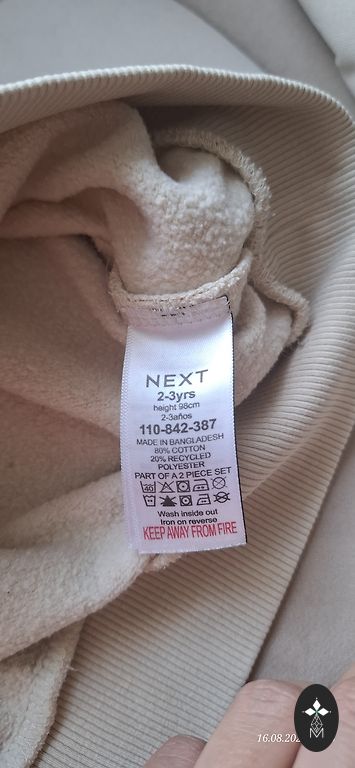 NEXT
2-3yrs
height 98cm
2-3años
110-842-387
MADE IN BANGLADESH
80% COTTON
20% RECYCLED
POLYESTER
PART OF A 2 PIECE SET
40
Wash inside out
Iron on reverse
KEEP AWAY FROM FIRE
16.08.20
M